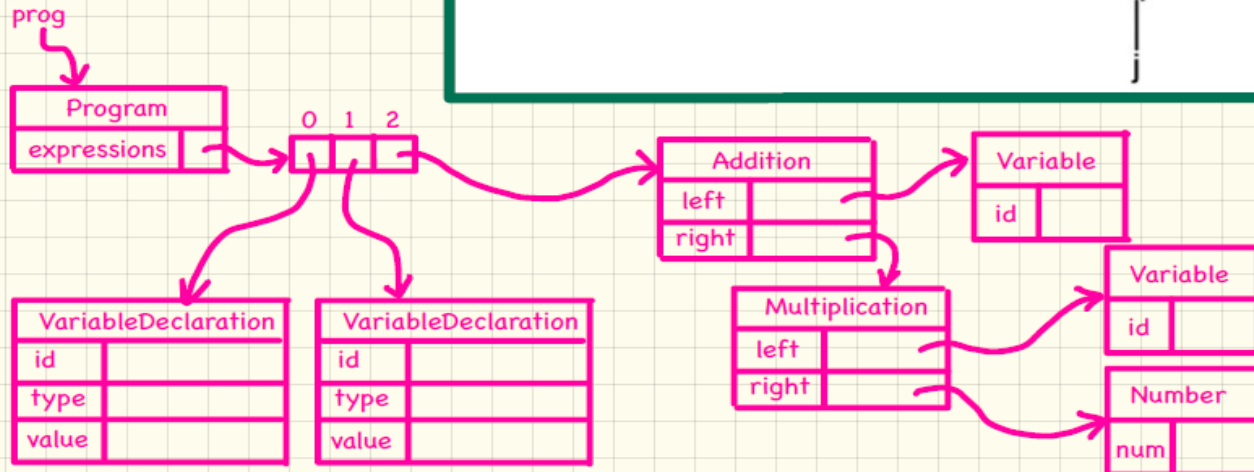 prog
j
Program
expressions
0 1 2
Addition
left
right
Variable
id
VariableDeclaration
id
type
value
VariableDeclaration
id
type
value
Multiplication
left
right
Variable
id
Number
num